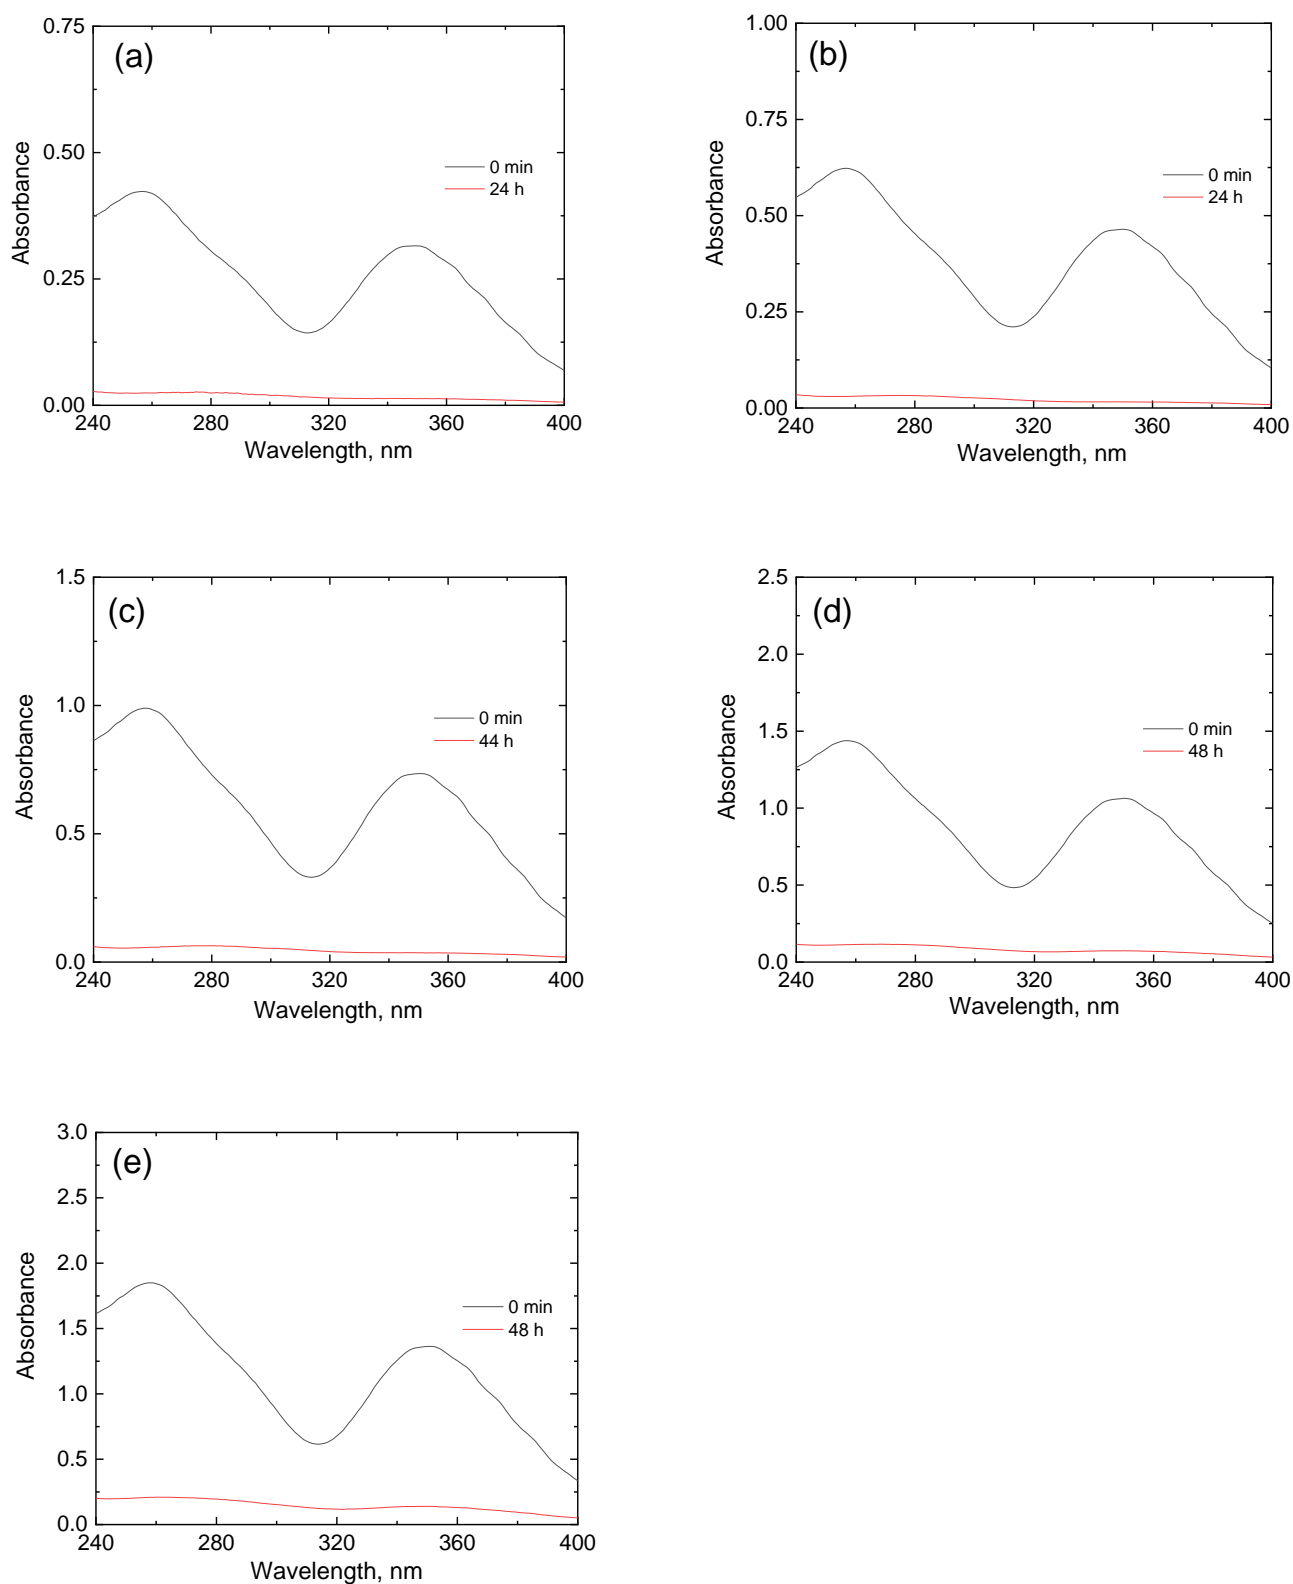 (a)
0.75
0.50
0.25
0.00
Absorbance
0 min
24 h
240 280 320 360 400
Wavelength, nm
(b)
1.00
0.75
0.50
0.25
0.00
Absorbance
0 min
24 h
240 280 320 360 400
Wavelength, nm
(c)
1.5
1.0
0.5
0.0
Absorbance
0 min
44 h
240 280 320 360 400
Wavelength, nm
(d)
2.5
2.0
1.5
1.0
0.5
0.0
Absorbance
0 min
48 h
240 280 320 360 400
Wavelength, nm
(e)
3.0
2.5
2.0
1.5
1.0
0.5
0.0
Absorbance
0 min
48 h
240 280 320 360 400
Wavelength, nm